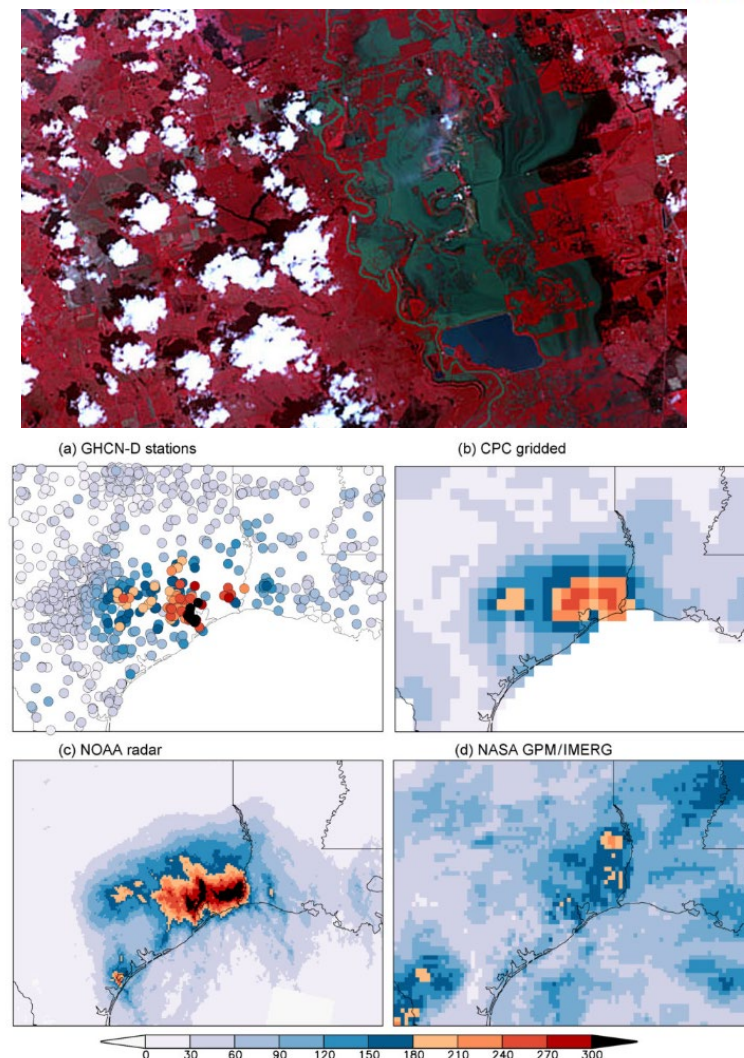 (a) GHCN-D stations
(b) CPC gridded
(c) NOAA radar
(d) NASA GPM/IMERG
0 30 60 90 120 150 180 210 240 270 300